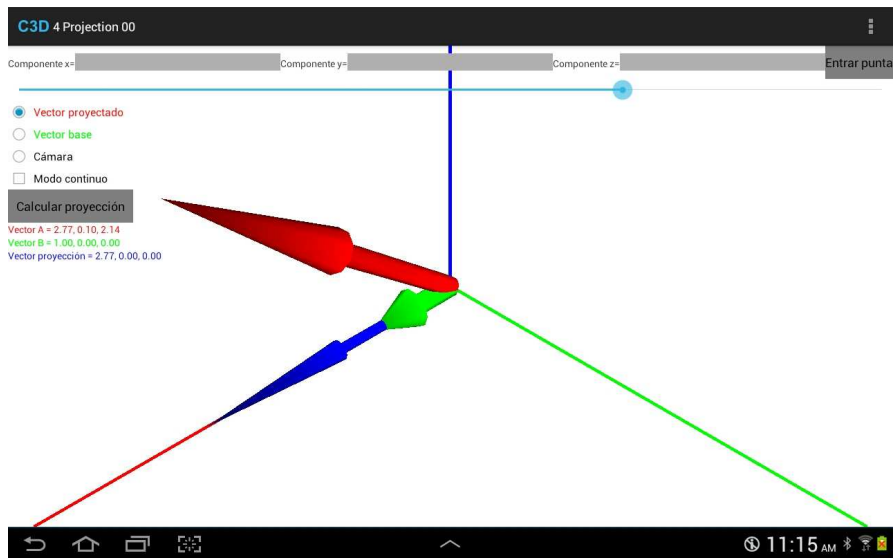 C3D 4 Projection 00
Componente x= Componente y= Componente z= Entrar punta
Vector proyectado
Vector base
Cámara
Modo continuo
Calcular proyección
Vector A = 2.77, 0.10, 2.14
Vector B = 1.00, 0.00, 0.00
Vector proyección = 2.77, 0.00, 0.00
11:15 AM